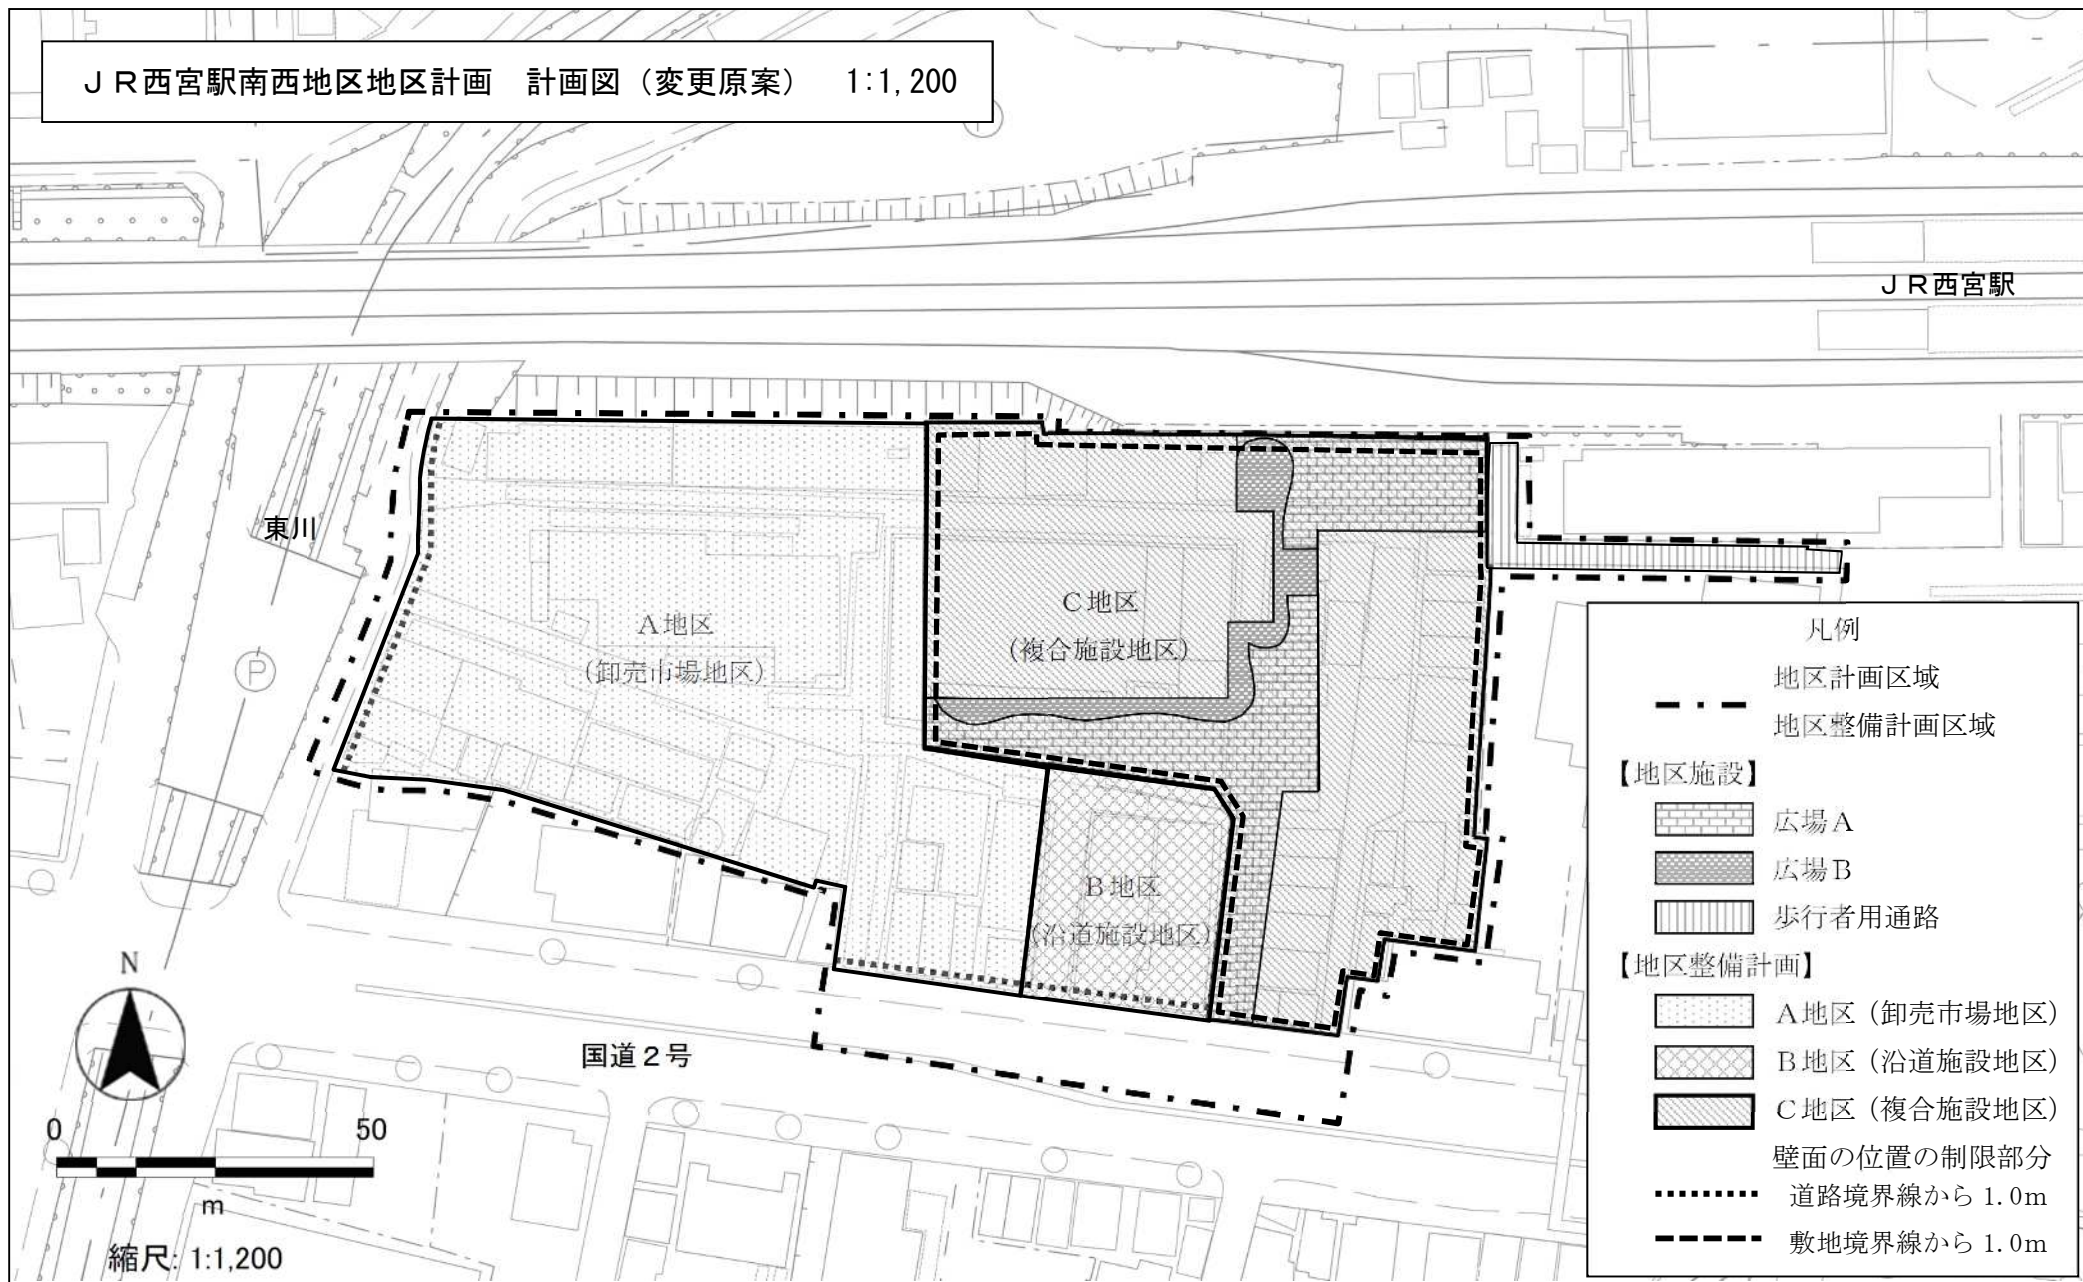 ＪＲ西宮駅南西地区地区計画　計画図（変更原案）　1:1,200
ＪＲ西宮駅
東川
P
A地区
（卸売市場地区）
C地区
（複合施設地区）
B地区
（沿道施設地区）
国道２号
N
0 50
m
縮尺: 1:1,200
凡例
地区計画区域
地区整備計画区域
【地区施設】
広場A
広場B
歩行者用通路
【地区整備計画】
A地区（卸売市場地区）
B地区（沿道施設地区）
C地区（複合施設地区）
壁面の位置の制限部分
道路境界線から 1.0m
敷地境界線から 1.0m